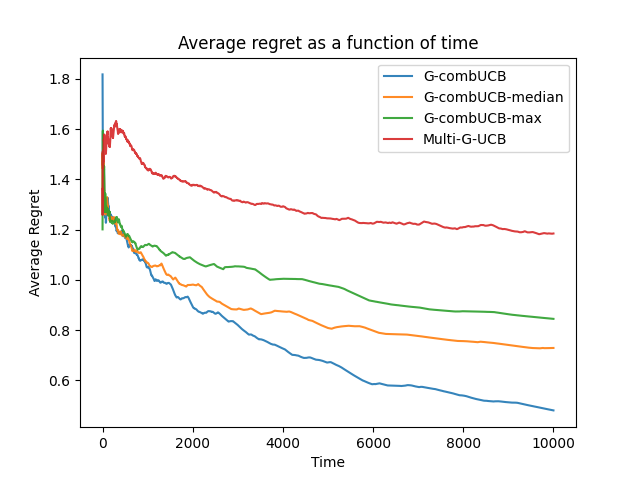 Average regret as a function of time
G-combUCB
G-combUCB-median
G-combUCB-max
Multi-G-UCB
Average Regret
1.8
1.6
1.4
1.2
1.0
0.8
0.6
0
2000
4000
6000
8000
10000
Time